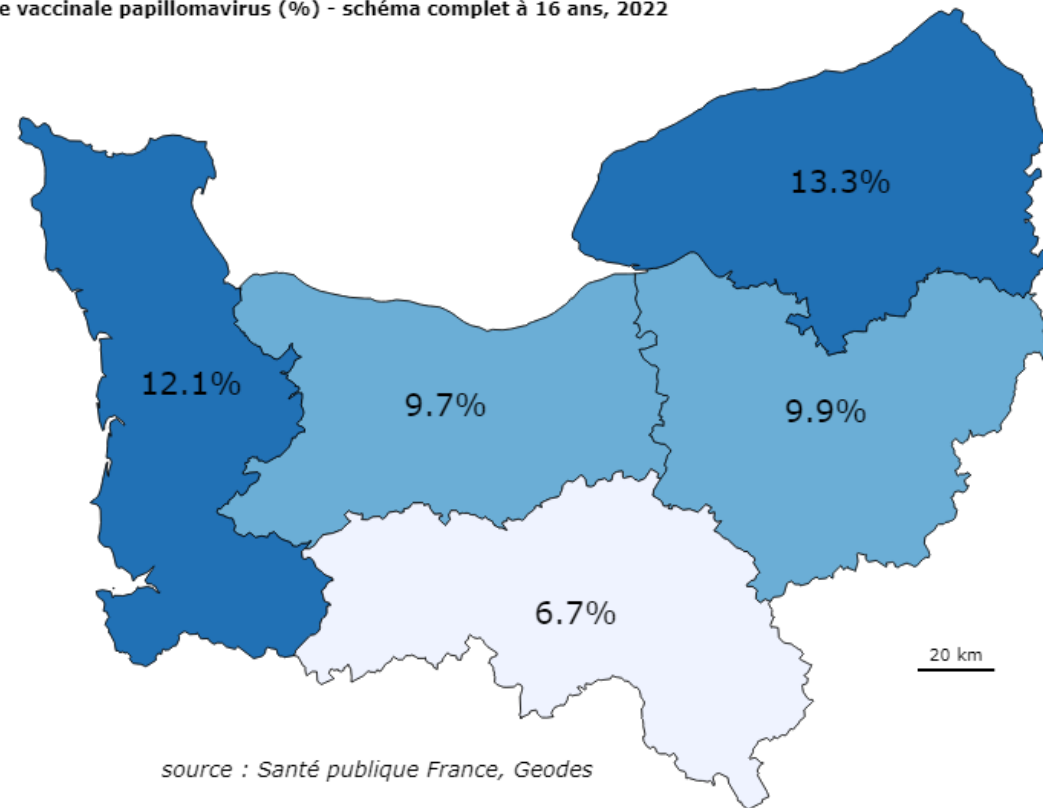 e vaccinale papillomavirus (%) - schéma complet à 16 ans, 2022
13.3%
12.1%
9.7%
9.9%
6.7%
20 km
source : Santé publique France, Geodes